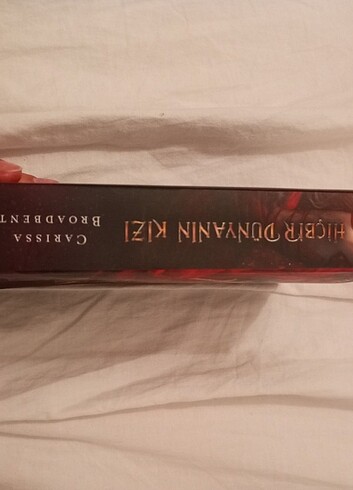 HİÇBİR DÜNYANIN KIZI
CARISSA
BROADBENT